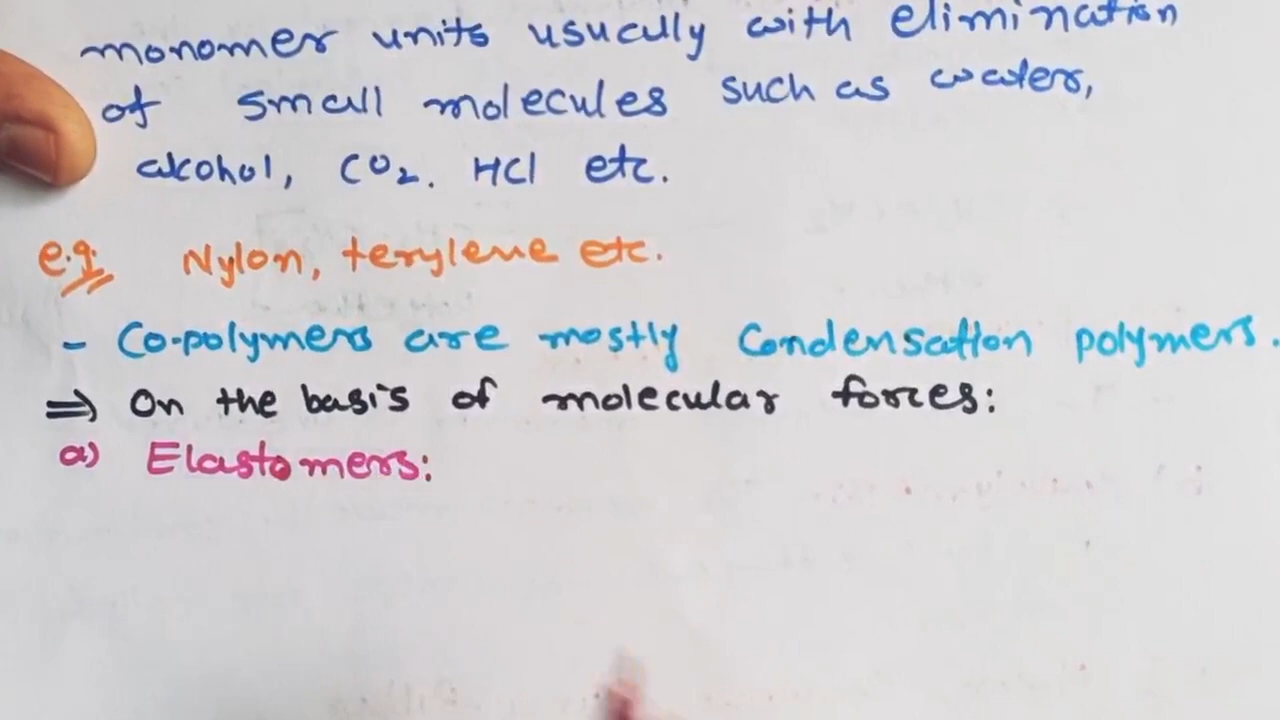 monomer units usually with elimination
of small molecules such as waters,
alcohol, CO2. HCl etc.
e.g. Nylon, terylene etc.
- Co-polymers are mostly Condensation polymers.
⇒ On the basis of molecular forces:
a) Elastomers: